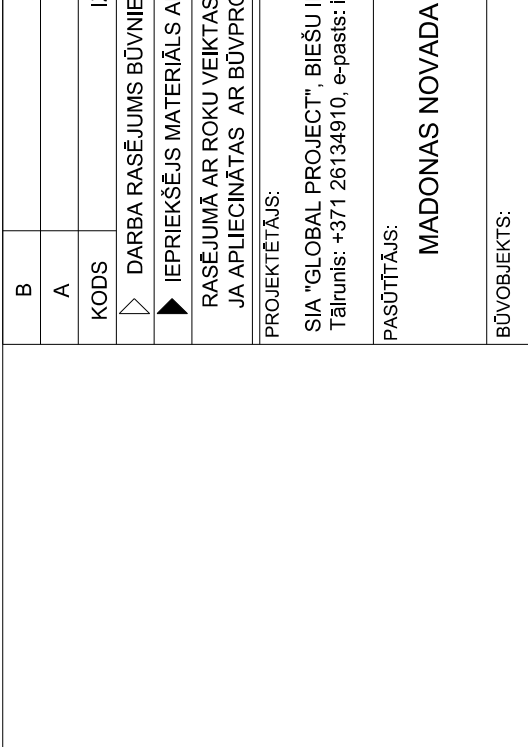 B
A
KODS
DARBA RASĒJUMS BŪVNIE
IEPRIEKŠĒJS MATERIĀLS A
RASĒJUMĀ AR ROKU VEIKTAS
JA APLIECINĀTAS AR BŪVPRO
PROJEKTĒTĀJS:
SIA "GLOBAL PROJECT", BIEŠU I
Tālrunis: +371 26134910, e-pasts: i
PASŪTĪTĀJS:
MADONAS NOVADA
BŪVOBJEKTS: